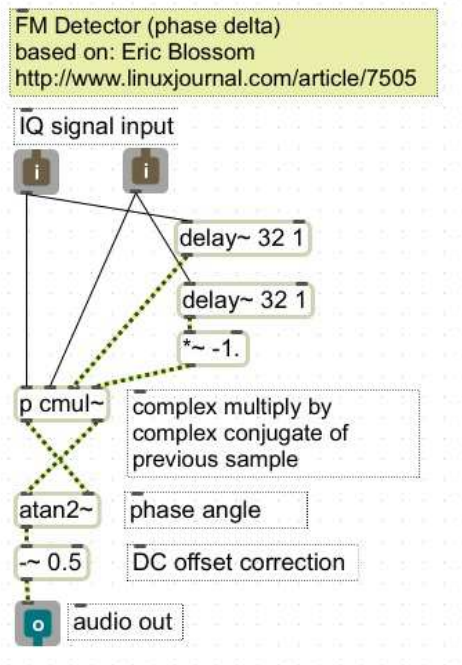 FM Detector (phase delta)
based on: Eric Blossom
http://www.linuxjournal.com/article/7505
IQ signal input
i
i
delay~ 32 1
delay~ 32 1
*~ -1.
p cmul~
complex multiply by
complex conjugate of
previous sample
atan2~
phase angle
-~ 0.5
DC offset correction
o
audio out